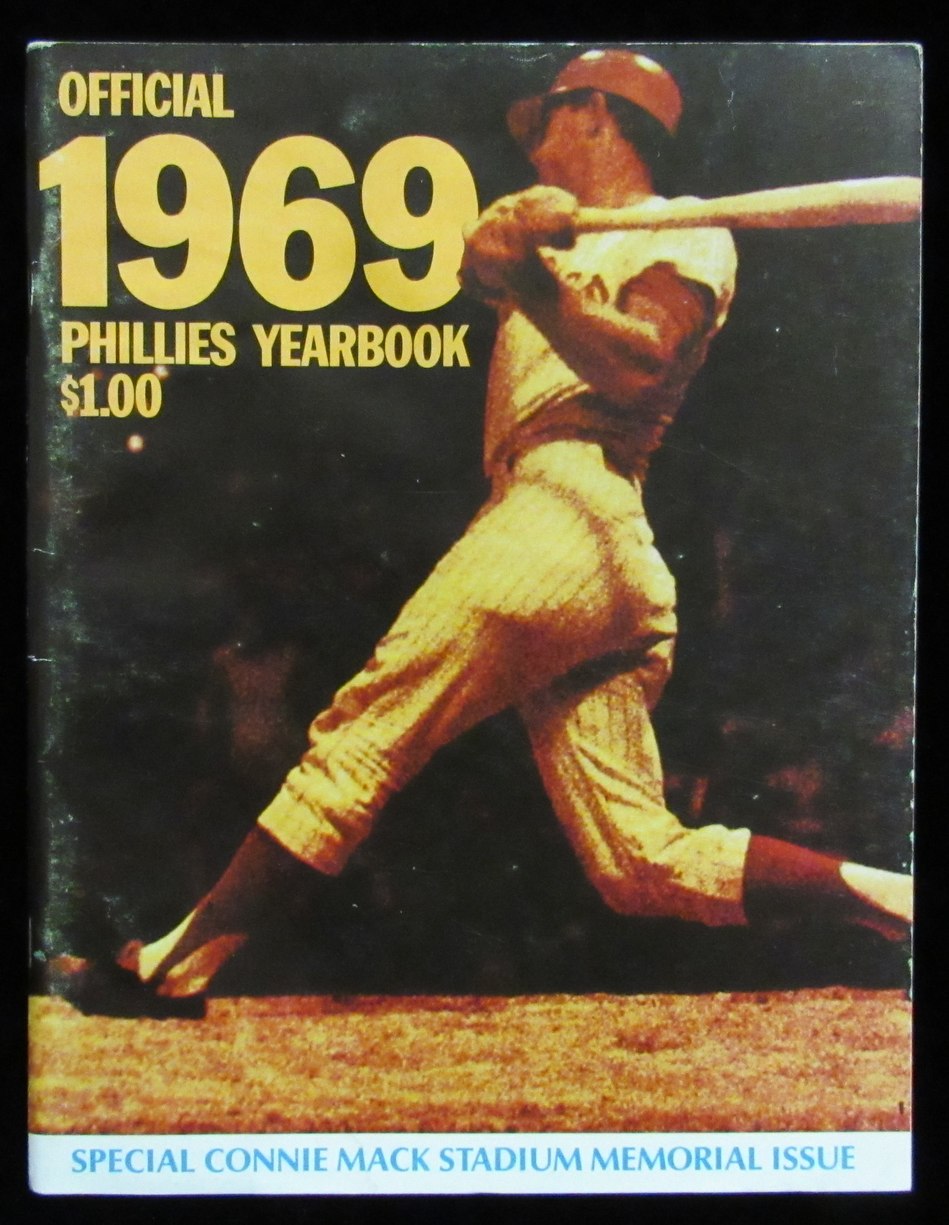 OFFICIAL
1969
PHILLIES YEARBOOK
$1.00
SPECIAL CONNIE MACK STADIUM MEMORIAL ISSUE